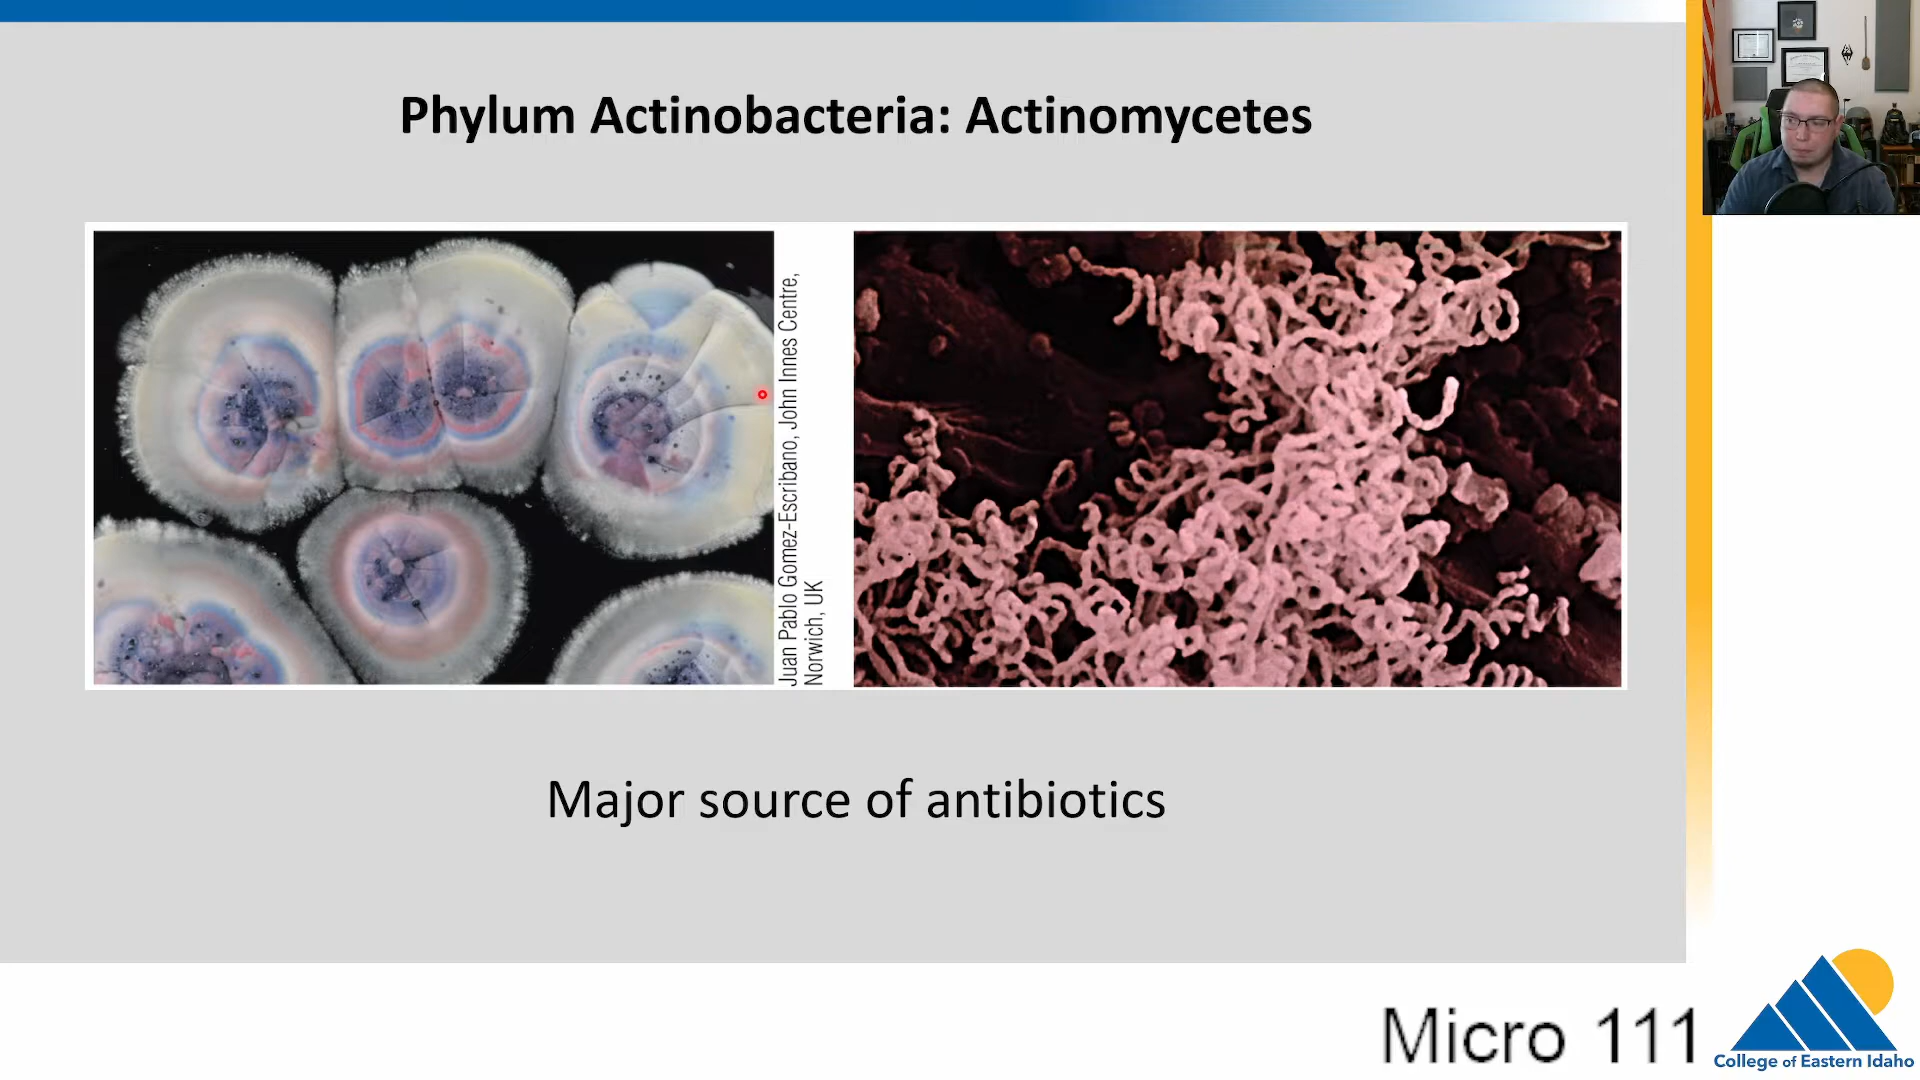 Phylum Actinobacteria: Actinomycetes
Juan Pablo Gomez-Escribano, John Innes Centre,
Norwich, UK
Major source of antibiotics
Micro 111
College of Eastern Idaho